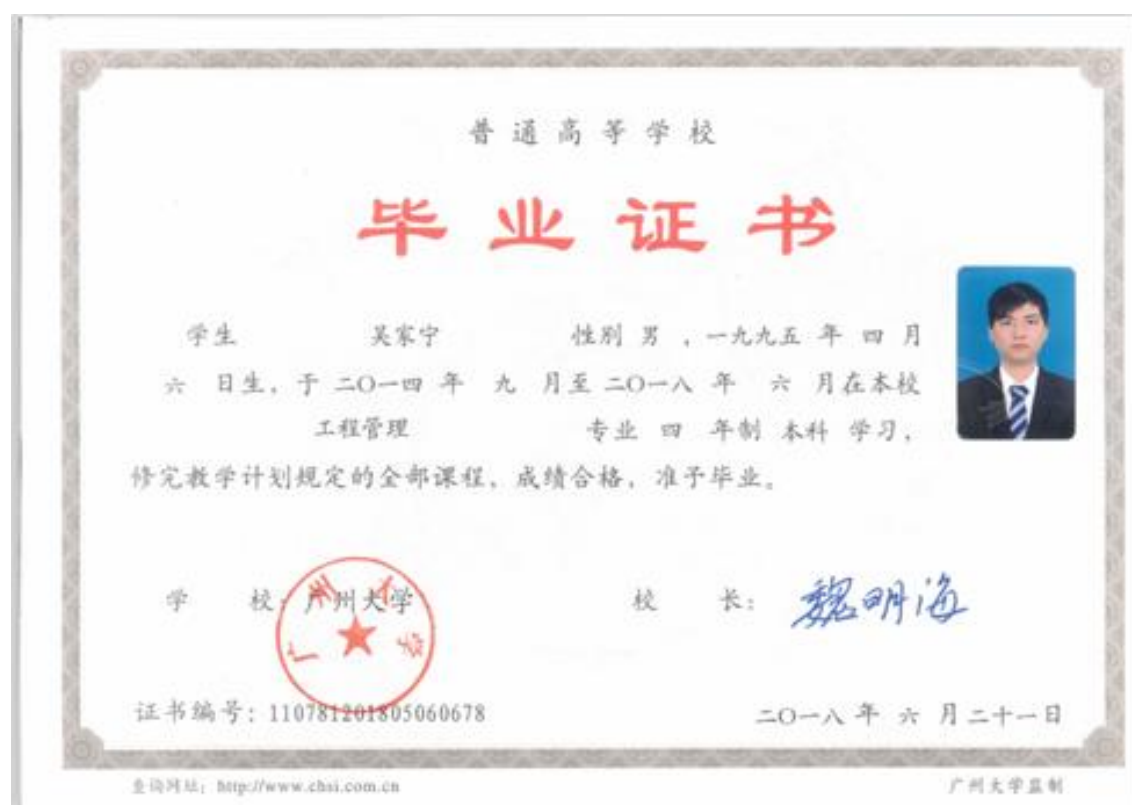 普通高等学校
毕业证书
学生 吴家宁 性别 男 ，一九九五 年 四 月
六 日生，于 二〇一四 年 九 月至 二〇一八 年 六 月在本校
工程管理 专业 四 年制 本科 学习，
修完教学计划规定的全部课程，成绩合格，准予毕业。
学 校：广州大学
广州大学
校 长：魏明海
证书编号：110781201805060678
二〇一八 年 六 月二十一日
查询网址：http://www.chsi.com.cn
广州大学监制